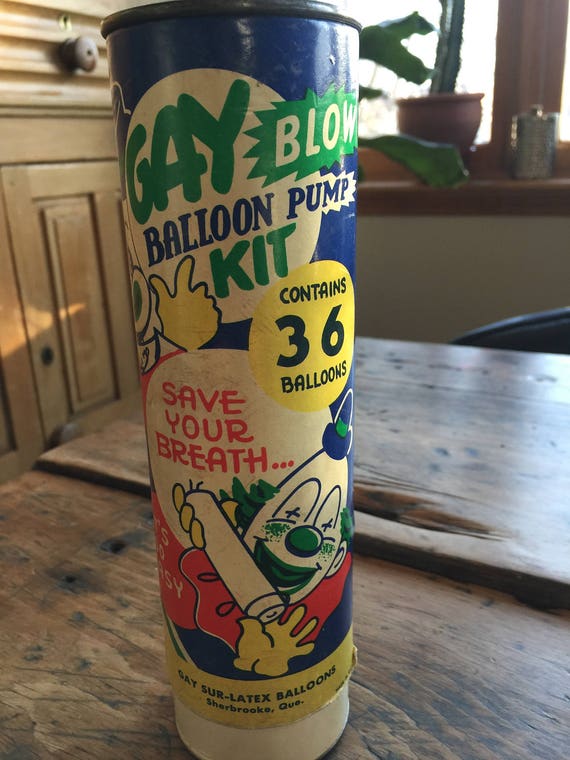 GAY BLOW
BALLOON PUMP
KIT
CONTAINS
36
BALLOONS
SAVE
YOUR
BREATH...
GAY SUR-LATEX BALLOONS
Sherbrooke, Que.